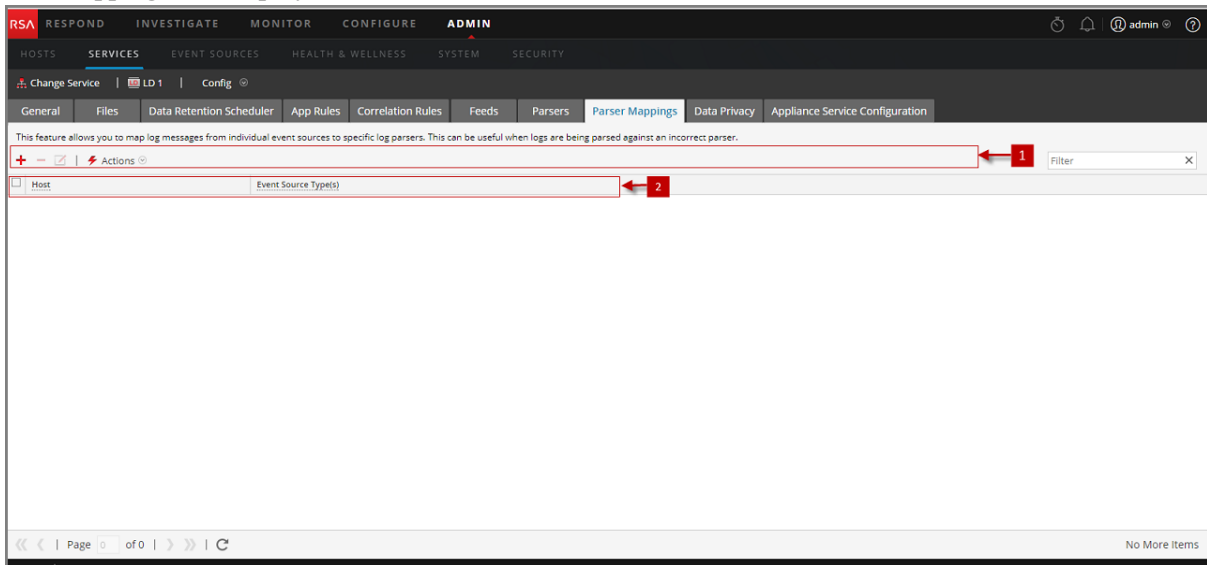 RSA RESPOND INVESTIGATE MONITOR CONFIGURE ADMIN admin ?
HOSTS SERVICES EVENT SOURCES HEALTH & WELLNESS SYSTEM SECURITY
Change Service | LD 1 | Config
General Files Data Retention Scheduler App Rules Correlation Rules Feeds Parsers Parser Mappings Data Privacy Appliance Service Configuration
This feature allows you to map log messages from individual event sources to specific log parsers. This can be useful when logs are being parsed against an incorrect parser.
+ - | Actions 1 Filter X
Host Event Source Type(s) 2
<< < | Page 0 of 0 | > >> | C No More Items